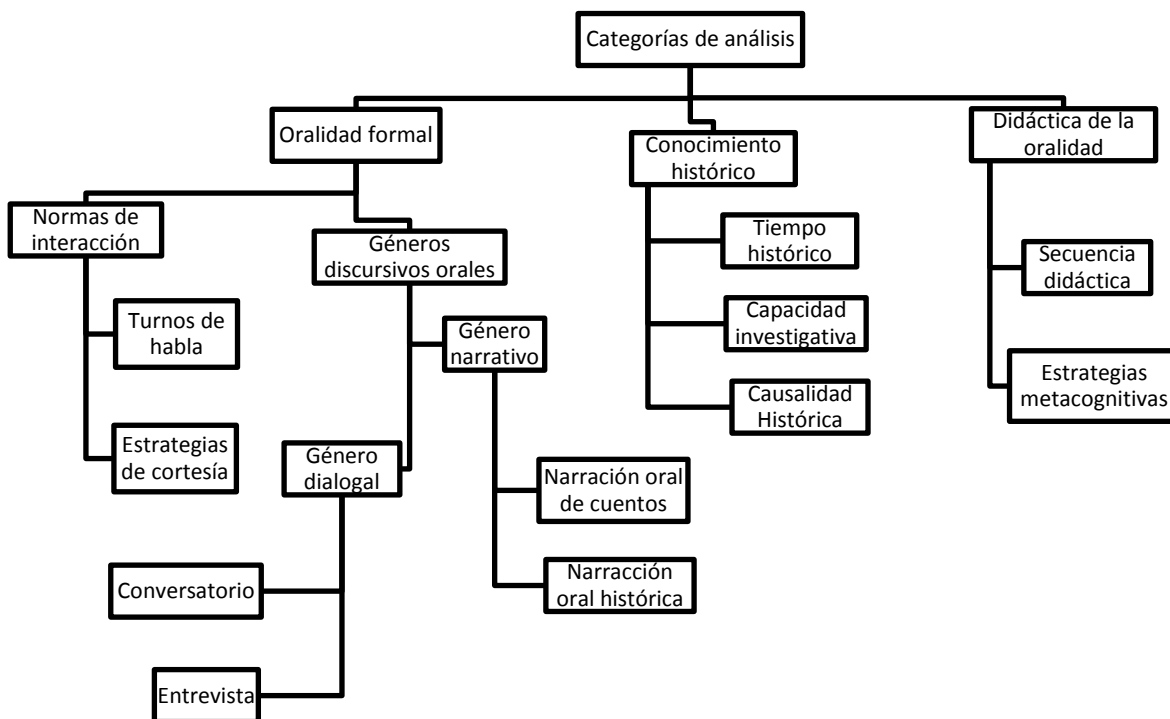 Categorías de análisis
Oralidad formal
Conocimiento
histórico
Didáctica de la
oralidad
Normas de
interacción
Géneros
discursivos orales
Tiempo
histórico
Secuencia
didáctica
Turnos de
habla
Género
narrativo
Capacidad
investigativa
Estrategias
metacognitivas
Causalidad
Histórica
Estrategias
de cortesía
Género
dialogal
Narración oral
de cuentos
Conversatorio
Narracción
oral histórica
Entrevista